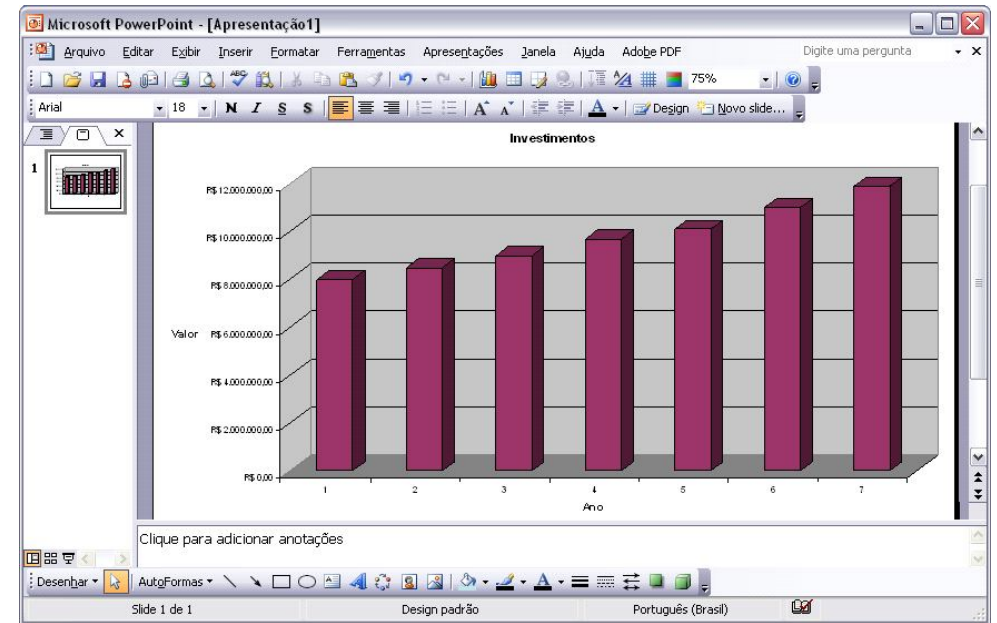 Microsoft PowerPoint - [Apresentação1]
Arquivo Editar Exibir Inserir Formatar Ferramentas Apresentações Janela Ajuda Adobe PDF Digite uma pergunta
75%
Arial 18 N I S S A A A Design Novo slide...
1
Investimentos
R$ 12.000.000,00
R$ 10.000.000,00
R$ 8.000.000,00
Valor R$ 6.000.000,00
R$ 4.000.000,00
R$ 2.000.000,00
R$ 0,00
1 2 3 4 5 6 7
Ano
Clique para adicionar anotações
Desenhar AutoFormas A
Slide 1 de 1 Design padrão Português (Brasil)